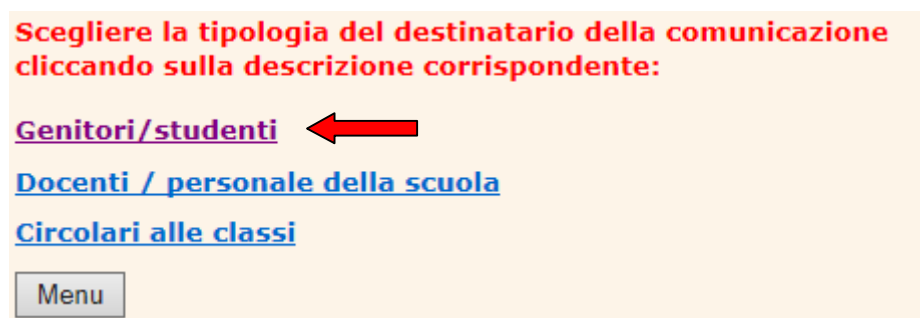 Scegliere la tipologia del destinatario della comunicazione
cliccando sulla descrizione corrispondente:
Genitori/studenti
Docenti / personale della scuola
Circolari alle classi
Menu